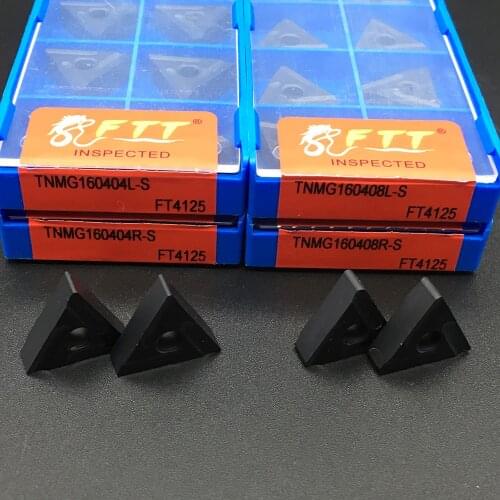 FTT®
INSPECTED
TNMG160404L-S
FT4125
TNMG160404R-S
FT4125
FTT®
INSPECTED
TNMG160408L-S
FT4125
TNMG160408R-S
FT4125